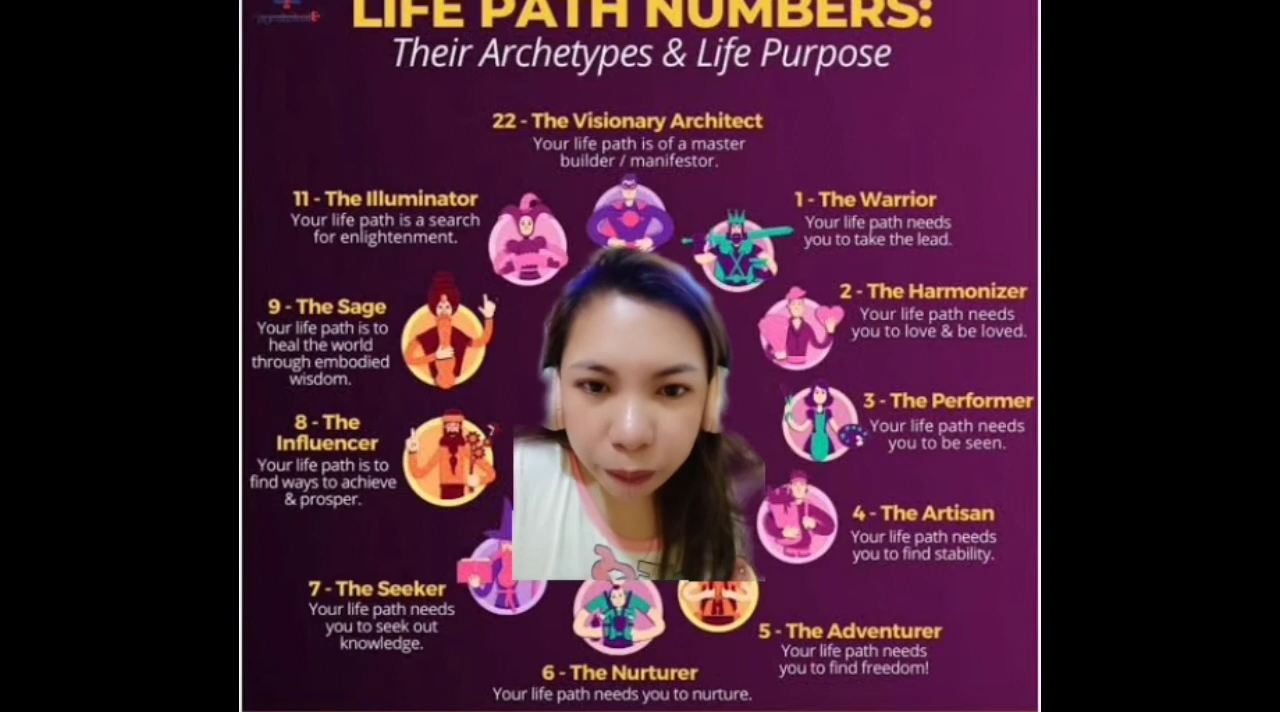 LIFE PATH NUMBERS:
Their Archetypes & Life Purpose
22 - The Visionary Architect
Your life path is of a master
builder / manifestor.
11 - The Illuminator
Your life path is a search
for enlightenment.
1 - The Warrior
Your life path needs
you to take the lead.
9 - The Sage
Your life path is to
heal the world
through embodied
wisdom.
2 - The Harmonizer
Your life path needs
you to love & be loved.
8 - The
Influencer
Your life path is to
find ways to achieve
& prosper.
3 - The Performer
Your life path needs
you to be seen.
4 - The Artisan
Your life path needs
you to find stability.
7 - The Seeker
Your life path needs
you to seek out
knowledge.
5 - The Adventurer
Your life path needs
you to find freedom!
6 - The Nurturer
Your life path needs you to nurture.